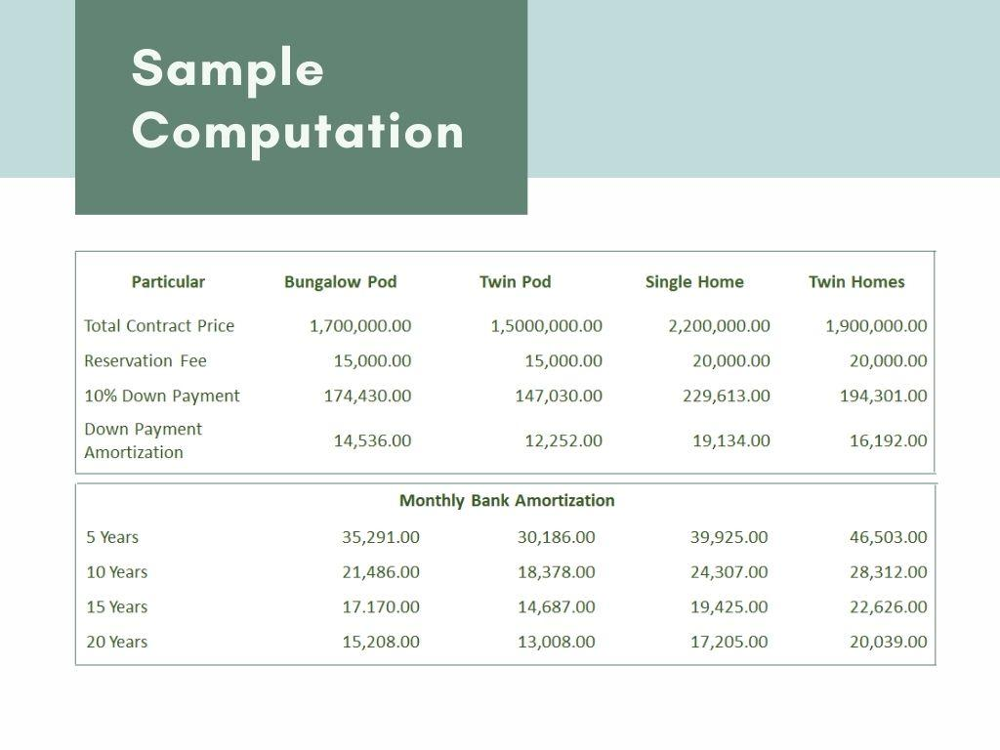 Sample
Computation
Particular Bungalow Pod Twin Pod Single Home Twin Homes
Total Contract Price 1,700,000.00 1,5000,000.00 2,200,000.00 1,900,000.00
Reservation Fee 15,000.00 15,000.00 20,000.00 20,000.00
10% Down Payment 174,430.00 147,030.00 229,613.00 194,301.00
Down Payment
Amortization 14,536.00 12,252.00 19,134.00 16,192.00
Monthly Bank Amortization
5 Years 35,291.00 30,186.00 39,925.00 46,503.00
10 Years 21,486.00 18,378.00 24,307.00 28,312.00
15 Years 17.170.00 14,687.00 19,425.00 22,626.00
20 Years 15,208.00 13,008.00 17,205.00 20,039.00